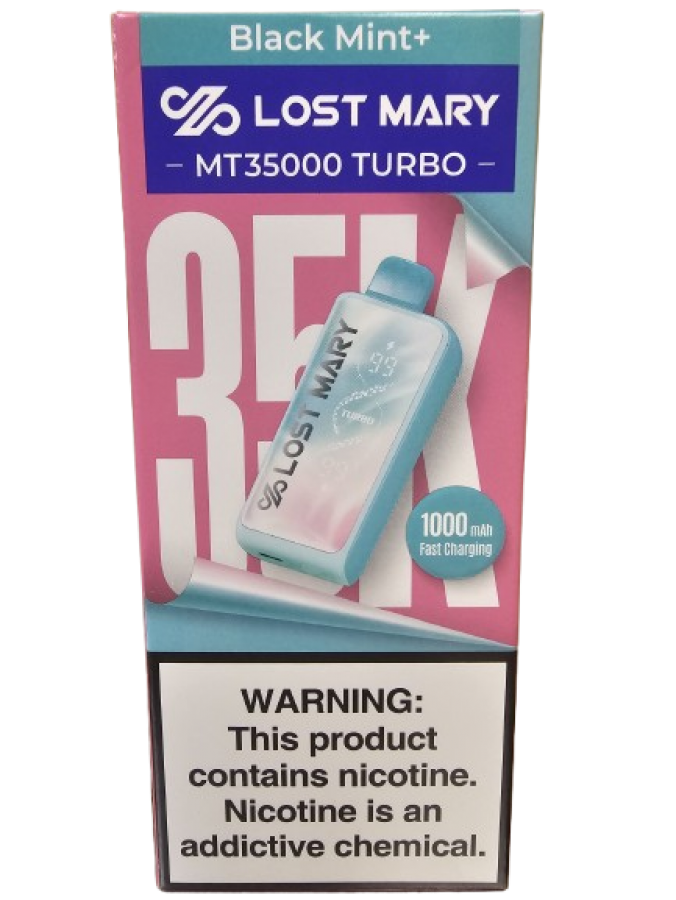 Black Mint+
LOST MARY
– MT35000 TURBO –
35K
LOST MARY
99
TURBO
1000 mAh
Fast Charging
WARNING:
This product
contains nicotine.
Nicotine is an
addictive chemical.